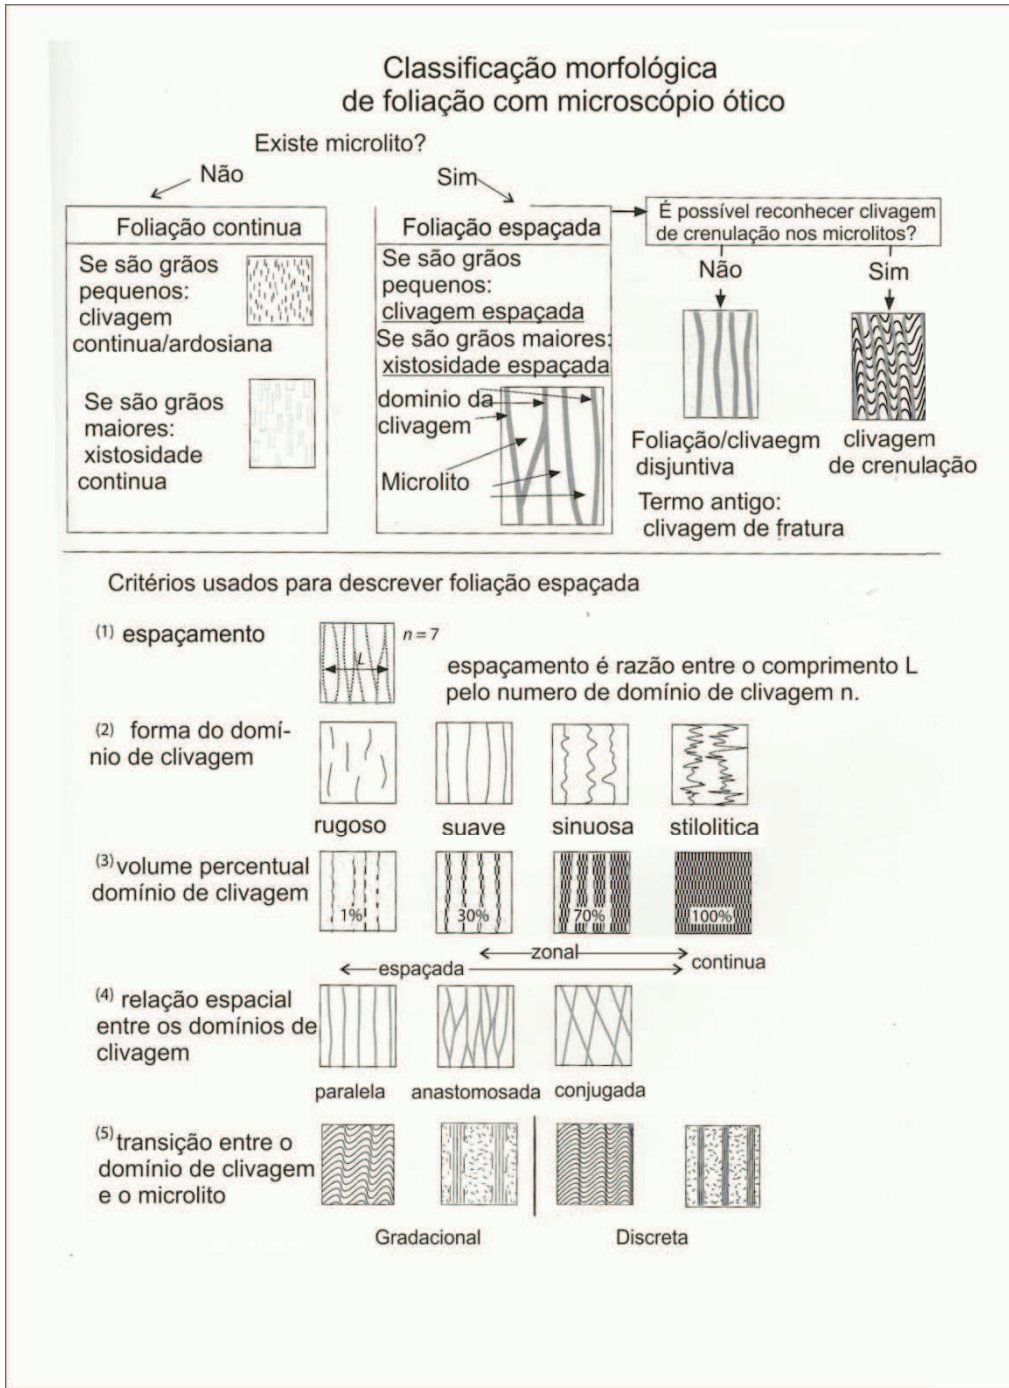 Classificação morfológica
de foliação com microscópio ótico
Existe microlito?
Não
Sim
Foliação continua
Se são grãos
pequenos:
clivagem
continua/ardosiana
Se são grãos
maiores:
xistosidade
continua
Foliação espaçada
Se são grãos
pequenos:
clivagem espaçada
Se são grãos maiores:
xistosidade espaçada
dominio da
clivagem
Microlito
É possível reconhecer clivagem
de crenulação nos microlitos?
Não
Sim
Foliação/clivaegm
disjuntiva
Termo antigo:
clivagem de fratura
clivagem
de crenulação
Critérios usados para descrever foliação espaçada
(1) espaçamento
L
n = 7
espaçamento é razão entre o comprimento L
pelo numero de domínio de clivagem n.
(2) forma do domí-
nio de clivagem
rugoso
suave
sinuosa
stilolitica
(3) volume percentual
domínio de clivagem
1%
30%
70%
100%
zonal
espaçada
continua
(4) relação espacial
entre os domínios de
clivagem
paralela
anastomosada
conjugada
(5) transição entre o
domínio de clivagem
e o microlito
Gradacional
Discreta